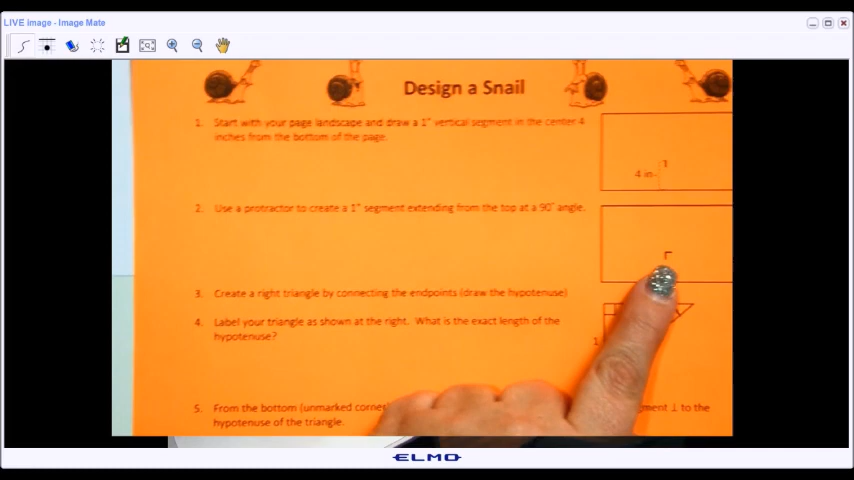 LIVE image - Image Mate
Design a Snail
1. Start with your page landscape and draw a 1" vertical segment in the center 4
inches from the bottom of the page.
4 in
2. Use a protractor to create a 1" segment extending from the top at a 90° angle.
3. Create a right triangle by connecting the endpoints (draw the hypotenuse)
4. Label your triangle as shown at the right. What is the exact length of the
hypotenuse?
1
A
5. From the bottom (unmarked corner) ⊥ to the
hypotenuse of the triangle.
ELMO